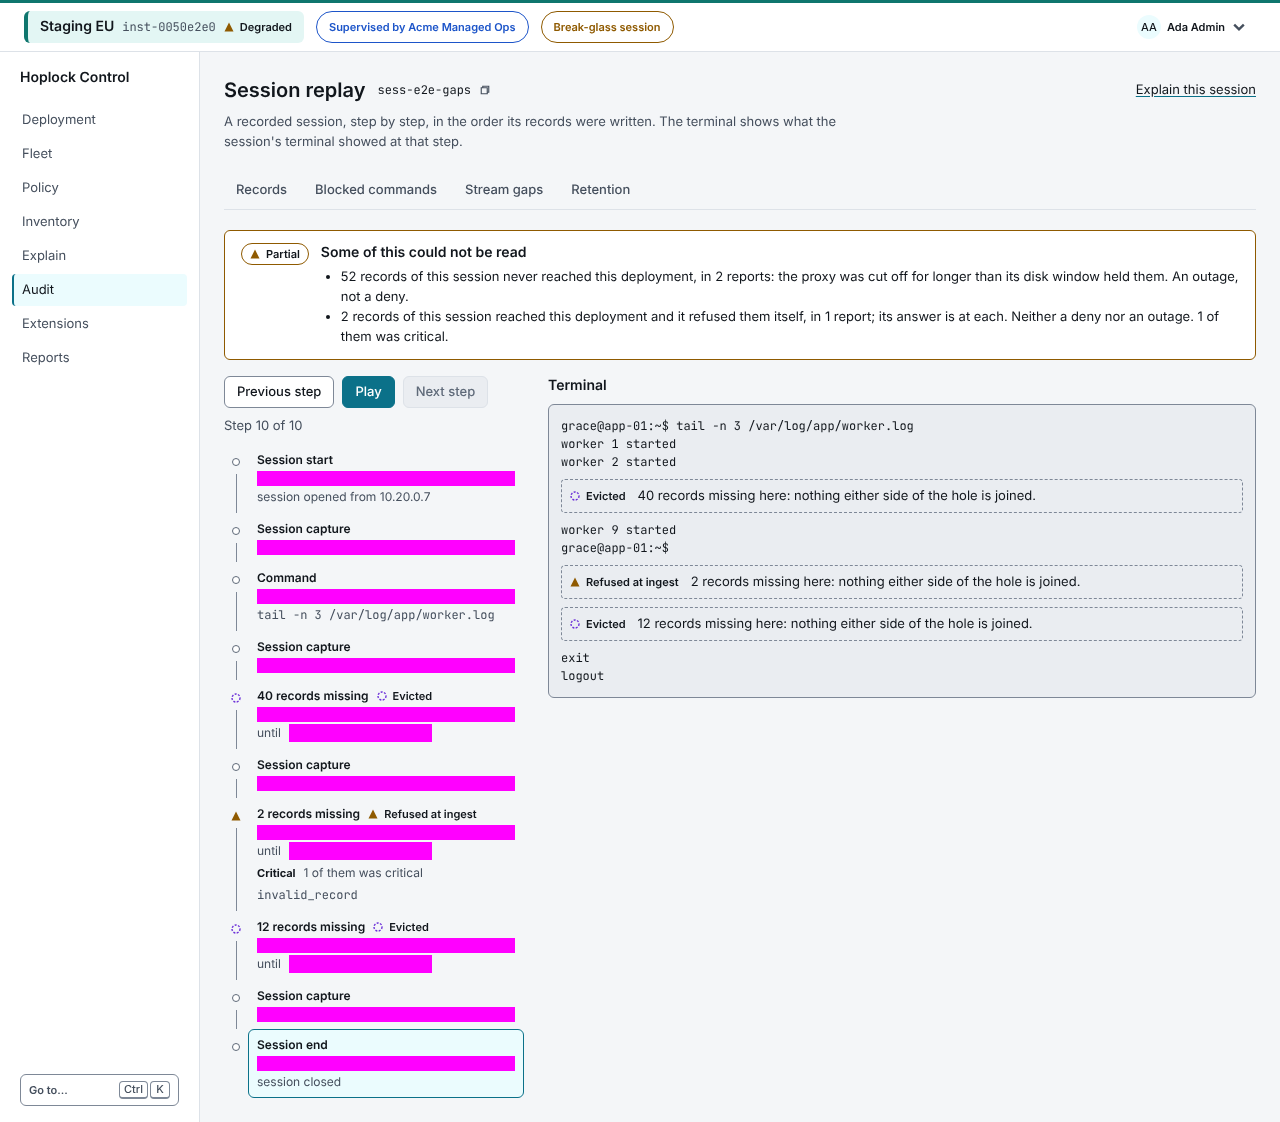 Staging EU inst-0050e2e0 Degraded
Supervised by Acme Managed Ops
Break-glass session
AA Ada Admin
Hoplock Control
Deployment
Fleet
Policy
Inventory
Explain
Audit
Extensions
Reports
Go to...
Ctrl K
Session replay sess-e2e-gaps
Explain this session
A recorded session, step by step, in the order its records were written. The terminal shows what the
session's terminal showed at that step.
Records Blocked commands Stream gaps Retention
Partial
Some of this could not be read
• 52 records of this session never reached this deployment, in 2 reports: the proxy was cut off for longer than its disk window held them. An outage,
not a deny.
• 2 records of this session reached this deployment and it refused them itself, in 1 report; its answer is at each. Neither a deny nor an outage. 1 of
them was critical.
Previous step Play Next step
Step 10 of 10
Session start
session opened from 10.20.0.7
Session capture
Command
tail -n 3 /var/log/app/worker.log
Session capture
40 records missing Evicted
until
Session capture
2 records missing Refused at ingest
until
Critical 1 of them was critical
invalid_record
12 records missing Evicted
until
Session capture
Session end
session closed
Terminal
grace@app-01:~$ tail -n 3 /var/log/app/worker.log
worker 1 started
worker 2 started
Evicted 40 records missing here: nothing either side of the hole is joined.
worker 9 started
grace@app-01:~$
Refused at ingest 2 records missing here: nothing either side of the hole is joined.
Evicted 12 records missing here: nothing either side of the hole is joined.
exit
logout